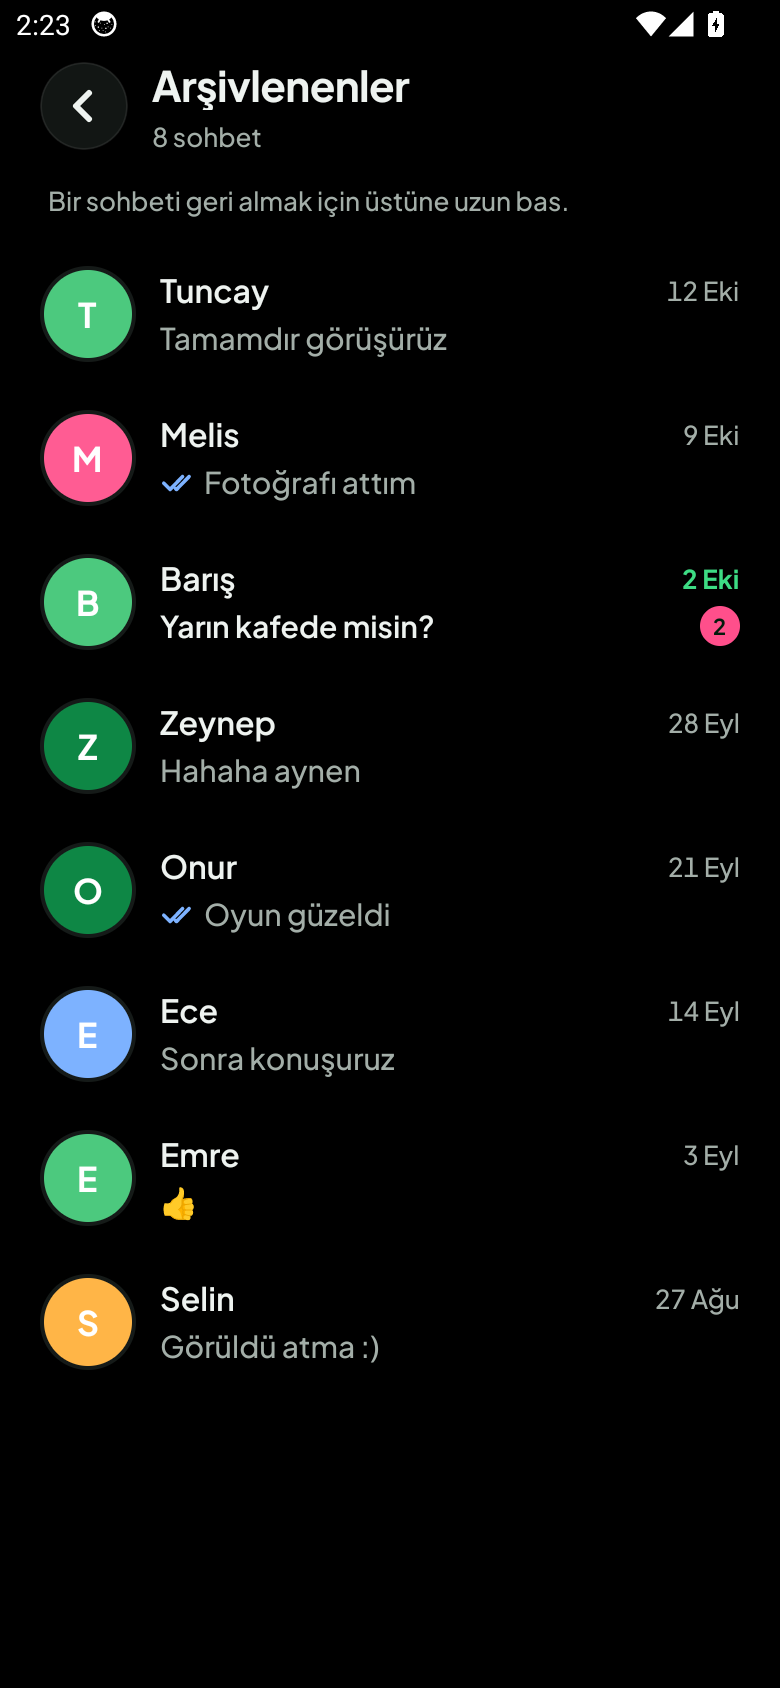 2:23
Arşivlenenler
8 sohbet
Bir sohbeti geri almak için üstüne uzun bas.
T
Tuncay
12 Eki
Tamamdır görüşürüz
M
Melis
9 Eki
Fotoğrafı attım
B
Barış
2 Eki
Yarın kafede misin?
2
Z
Zeynep
28 Eyl
Hahaha aynen
O
Onur
21 Eyl
Oyun güzeldi
E
Ece
14 Eyl
Sonra konuşuruz
E
Emre
3 Eyl
👍
S
Selin
27 Ağu
Görüldü atma :)